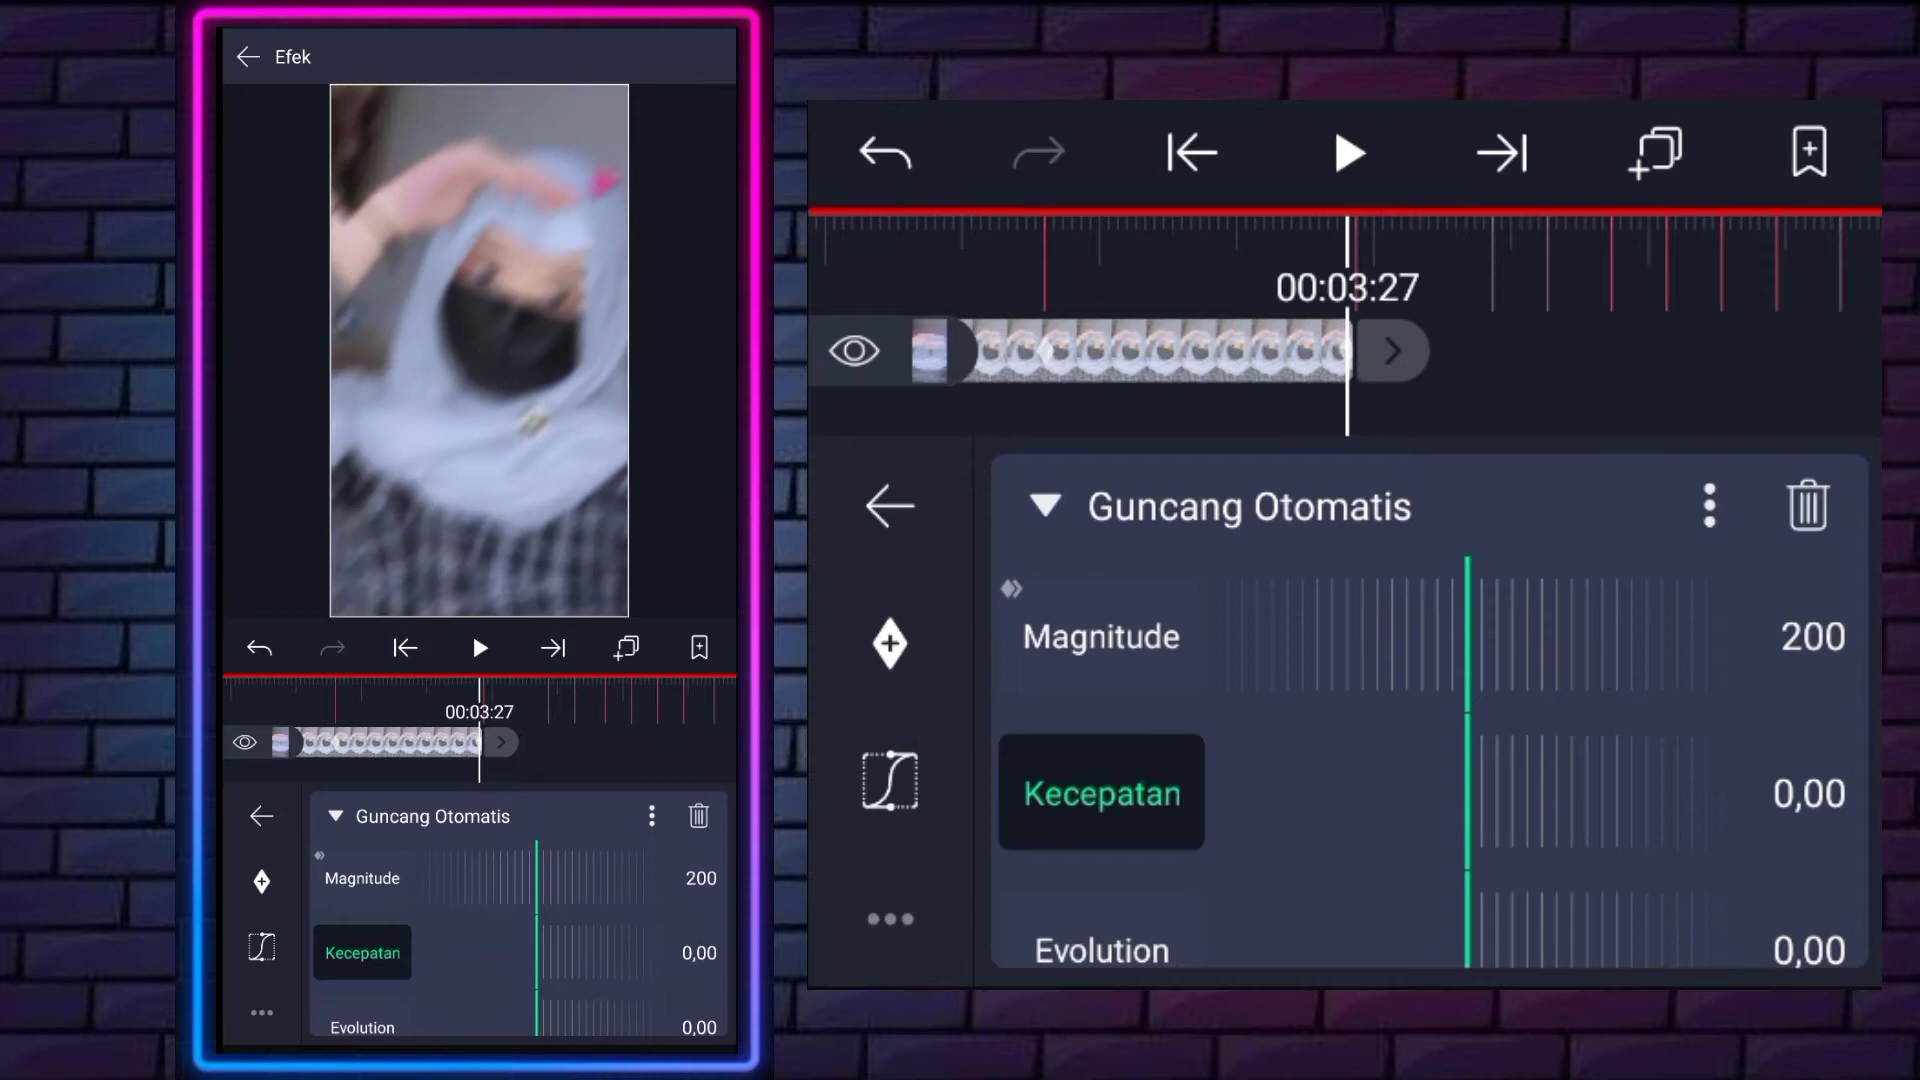 Efek
00:03:27
Guncang Otomatis
Magnitude
200
Kecepatan
0,00
Evolution
0,00
00:03:27
Guncang Otomatis
Magnitude
200
Kecepatan
0,00
Evolution
0,00